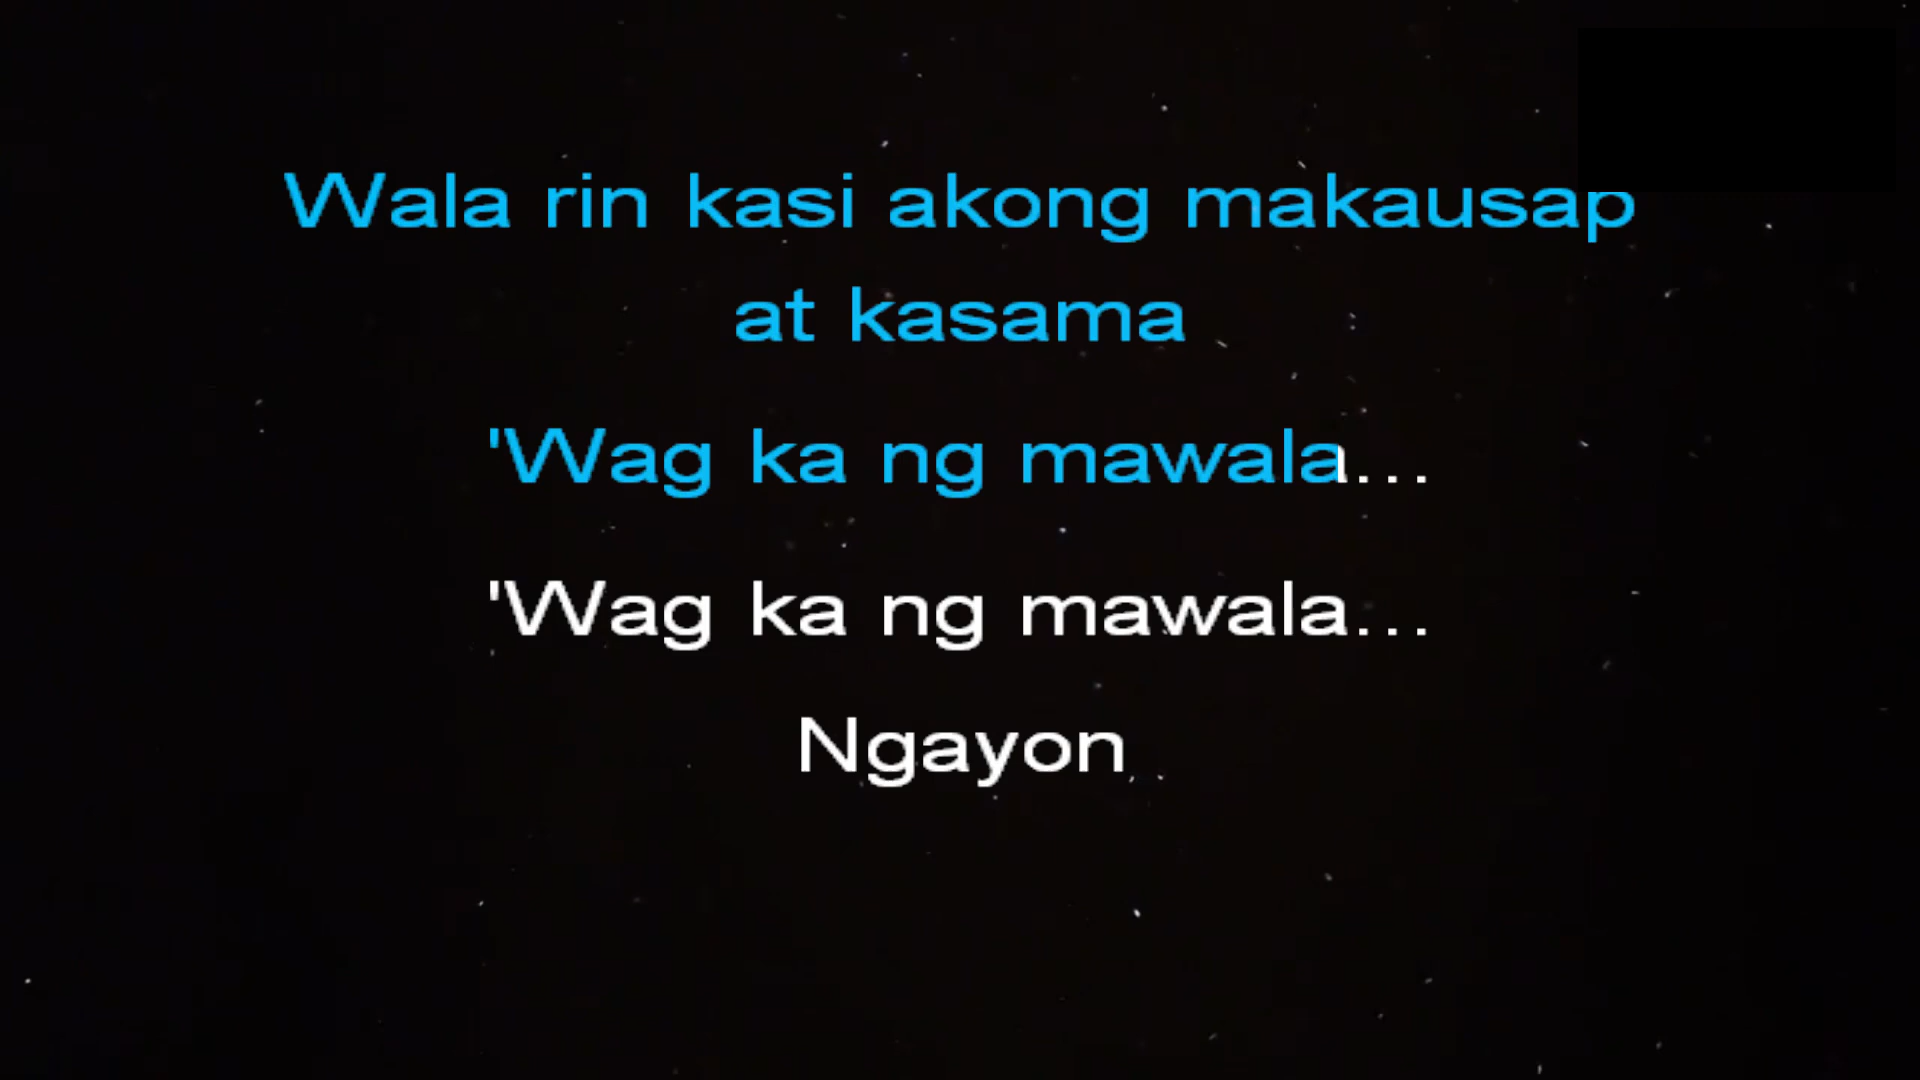 Wala rin kasi akong makausap
at kasama
'Wag ka ng mawala...
'Wag ka ng mawala...
Ngayon